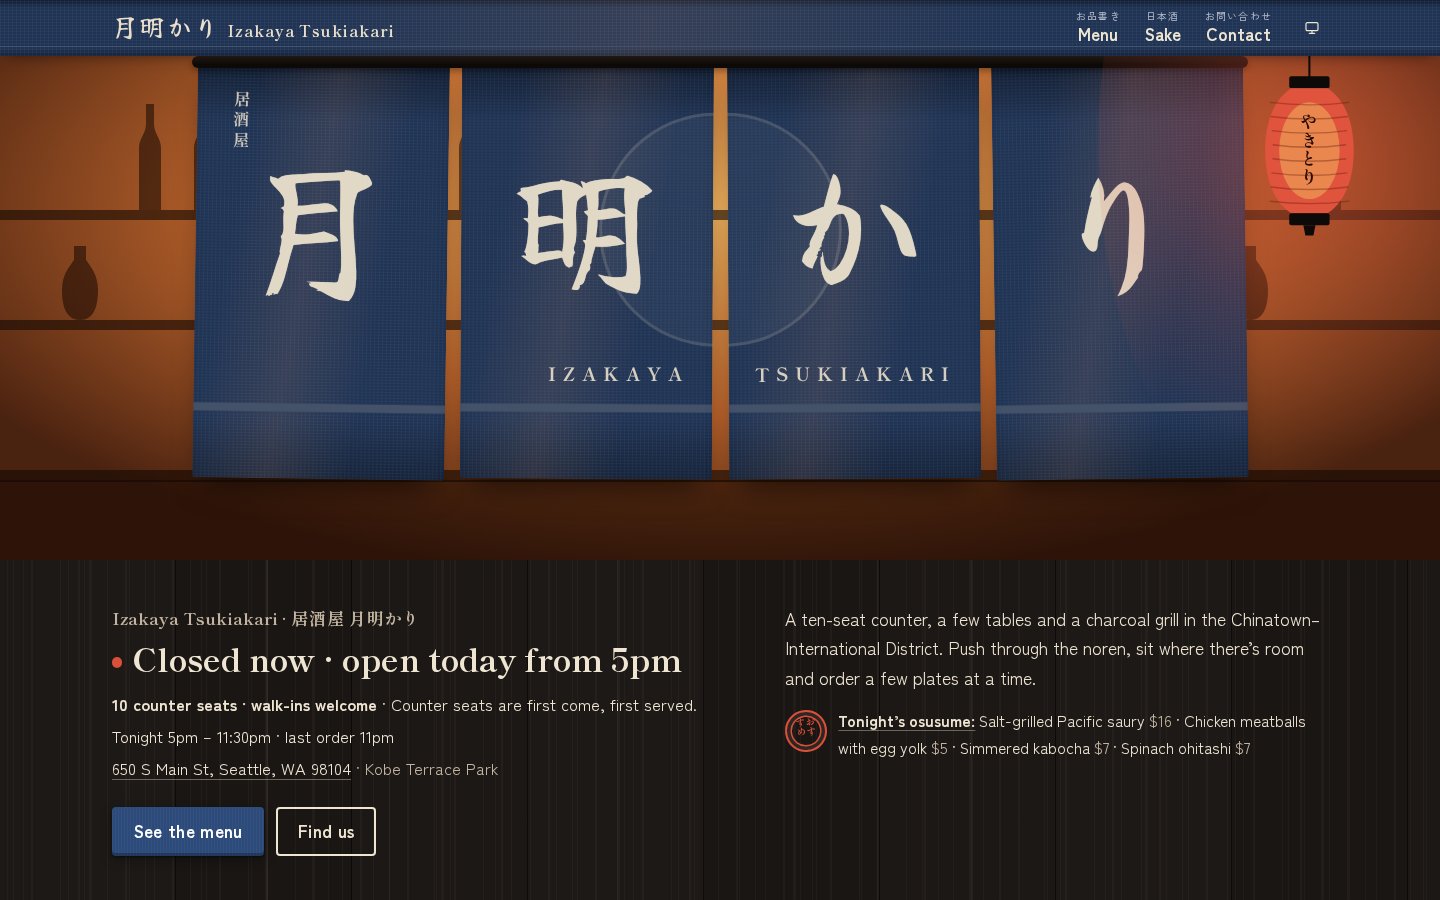 月明かり Izakaya Tsukiakari
お品書き 日本酒 お問い合わせ
Menu Sake Contact
居酒屋
月明かり
IZAKAYA TSUKIAKARI
やきとり
Izakaya Tsukiakari · 居酒屋 月明かり
Closed now · open today from 5pm
10 counter seats · walk-ins welcome · Counter seats are first come, first served.
Tonight 5pm – 11:30pm · last order 11pm
650 S Main St, Seattle, WA 98104 · Kobe Terrace Park
See the menu
Find us
A ten-seat counter, a few tables and a charcoal grill in the Chinatown–
International District. Push through the noren, sit where there’s room
and order a few plates at a time.
おすすめ
Tonight’s osusume: Salt-grilled Pacific saury $16 · Chicken meatballs
with egg yolk $5 · Simmered kabocha $7 · Spinach ohitashi $7